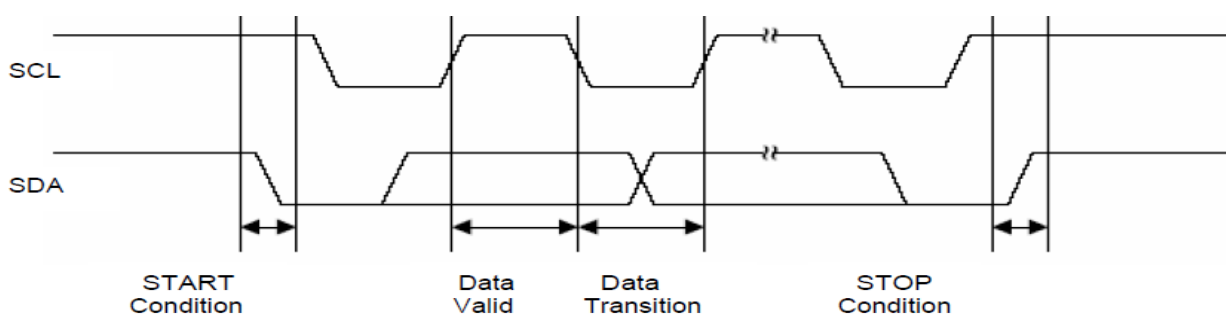 SCL
SDA
START
Condition
Data
Valid
Data
Transition
STOP
Condition